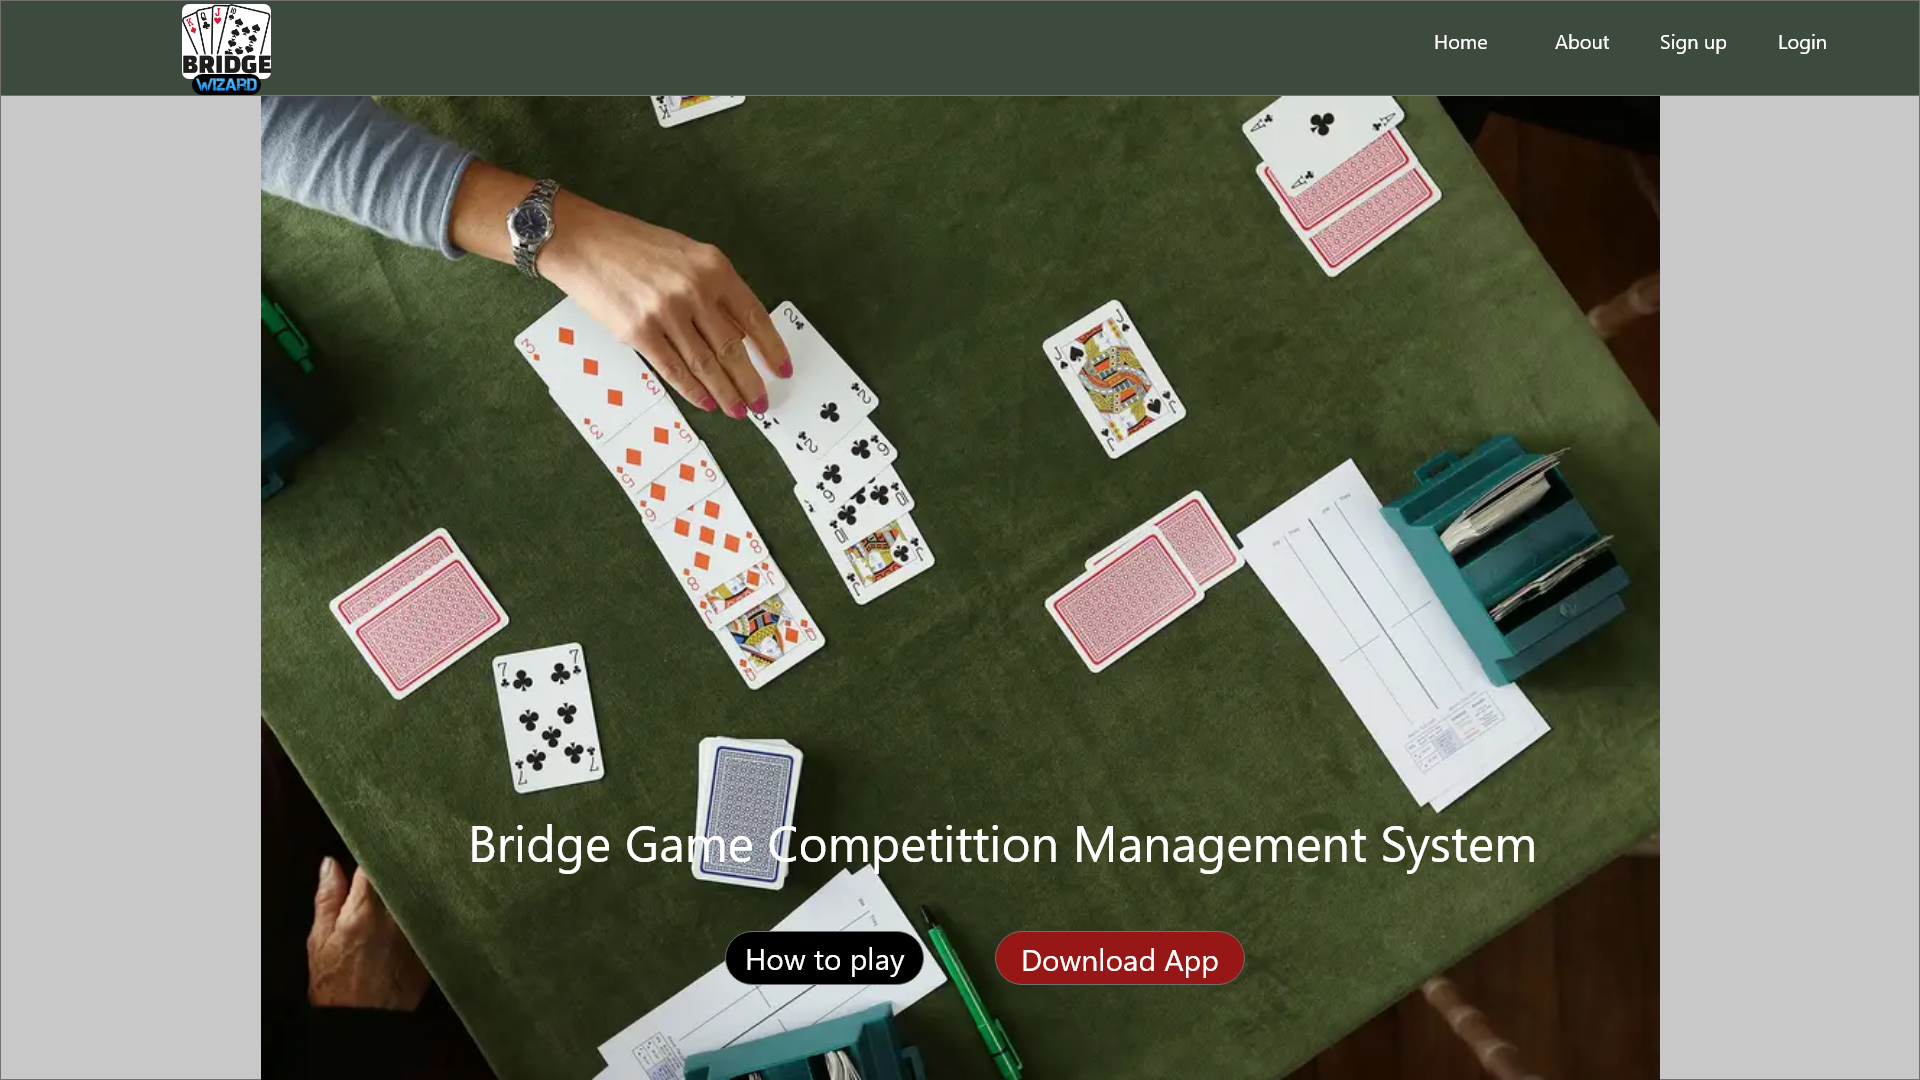 BRIDGE
WIZARD
Home
About
Sign up
Login
Bridge Game Competittion Management System
How to play
Download App